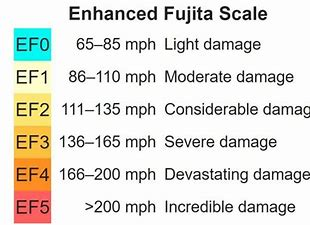 Enhanced Fujita Scale
EF0 65–85 mph Light damage
EF1 86–110 mph Moderate damage
EF2 111–135 mph Considerable damag
EF3 136–165 mph Severe damage
EF4 166–200 mph Devastating damage
EF5 >200 mph Incredible damage